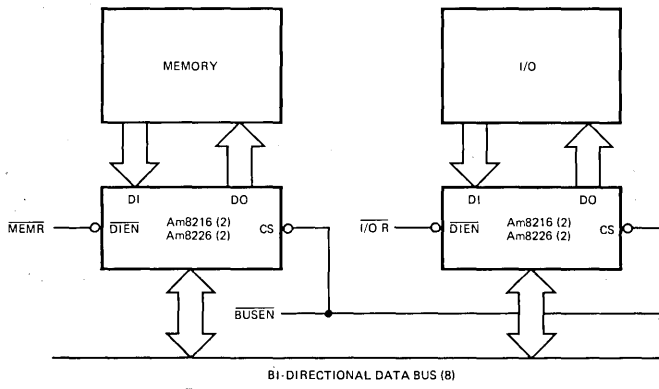 MEMORY
I/O
DI
DO
DI
DO
MEMR
DIEN
Am8216 (2)
Am8226 (2)
CS
I/O R
DIEN
Am8216 (2)
Am8226 (2)
CS
BUSEN
BI-DIRECTIONAL DATA BUS (8)